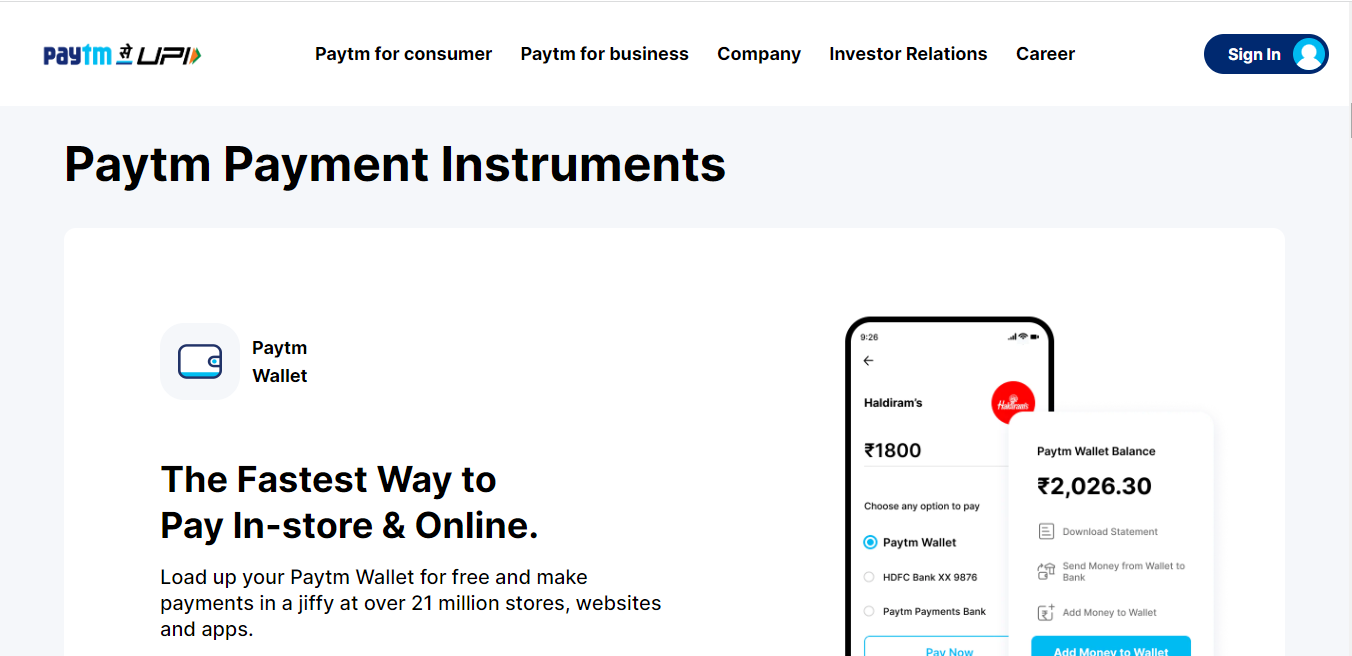 paytm से UPI
Paytm for consumer
Paytm for business
Company
Investor Relations
Career
Sign In
Paytm Payment Instruments
Paytm
Wallet
The Fastest Way to
Pay In-store & Online.
Load up your Paytm Wallet for free and make
payments in a jiffy at over 21 million stores, websites
and apps.
9:26
Haldiram's
Haldiram's
₹1800
Choose any option to pay
Paytm Wallet
HDFC Bank XX 9876
Paytm Payments Bank
Pay Now
Paytm Wallet Balance
₹2,026.30
Download Statement
Send Money from Wallet to
Bank
Add Money to Wallet
Add Money to Wallet